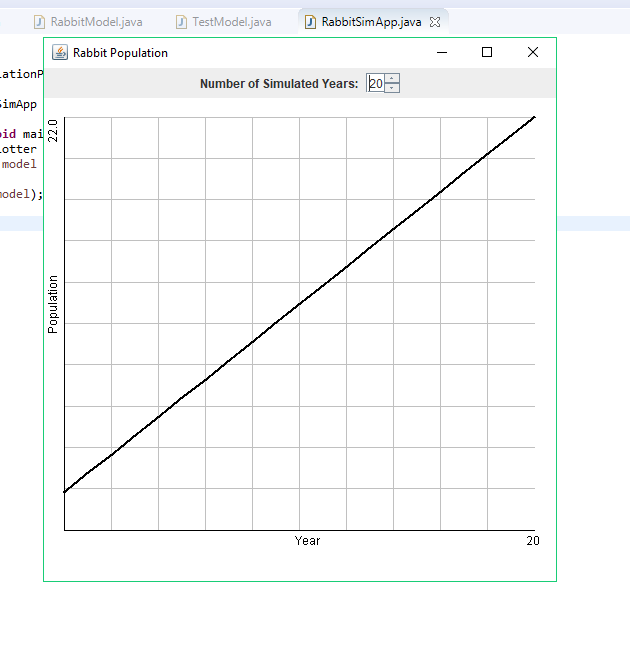 RabbitModel.java TestModel.java RabbitSimApp.java
Rabbit Population
lationP
Number of Simulated Years: 20
SimApp
22.0
oid mai
lotter
model
model);
Population
Year 20